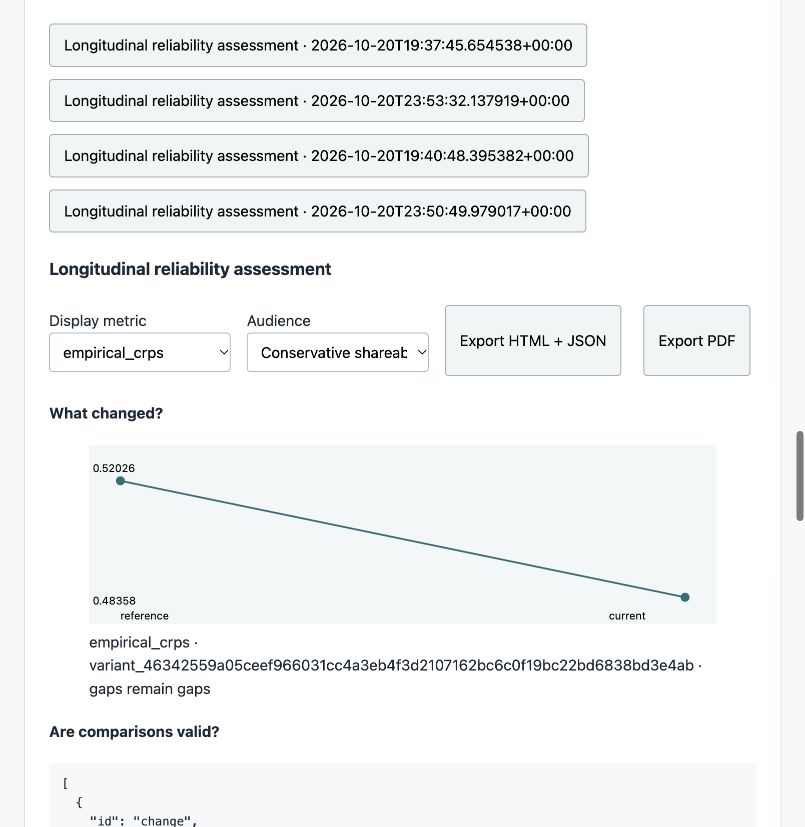 Longitudinal reliability assessment · 2026-10-20T19:37:45.654538+00:00
Longitudinal reliability assessment · 2026-10-20T23:53:32.137919+00:00
Longitudinal reliability assessment · 2026-10-20T19:40:48.395382+00:00
Longitudinal reliability assessment · 2026-10-20T23:50:49.979017+00:00
Longitudinal reliability assessment
Display metric
Audience
empirical_crps
Conservative shareab
Export HTML + JSON
Export PDF
What changed?
0.52026
0.48358
reference
current
empirical_crps ·
variant_46342559a05ceef966031cc4a3eb4f3d2107162bc6c0f19bc22bd6838bd3e4ab ·
gaps remain gaps
Are comparisons valid?
[
{
"id": "change",